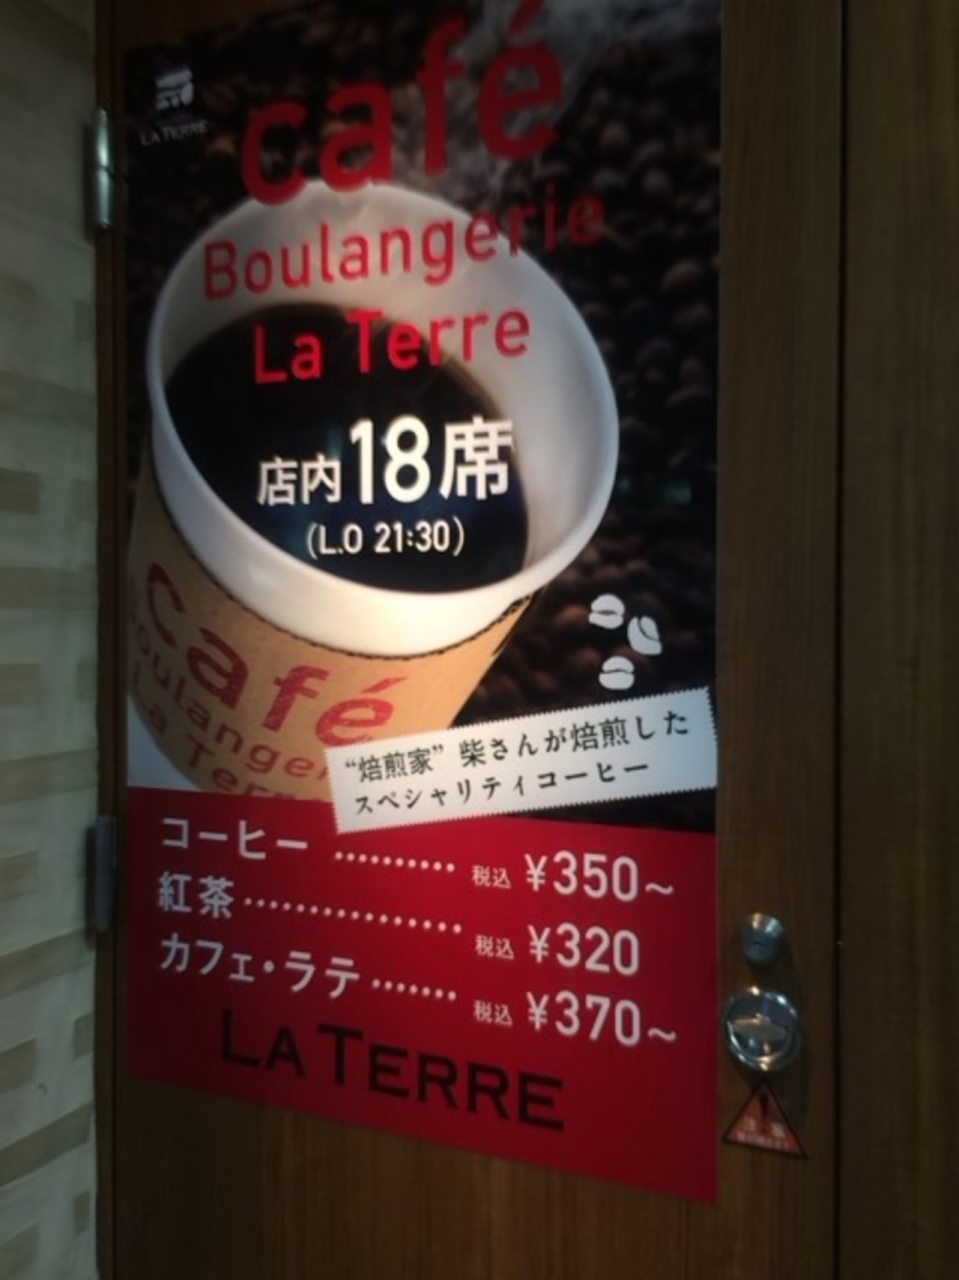 LA TERRE
café
Boulangerie
La Terre
店内18席
(L.O 21:30)
café
Boulanger
La Terr
“焙煎家” 柴さんが焙煎した
スペシャリティコーヒー
コーヒー ·········· 税込 ¥350~
紅茶················· 税込 ¥320
カフェ・ラテ······· 税込 ¥370~
LA TERRE